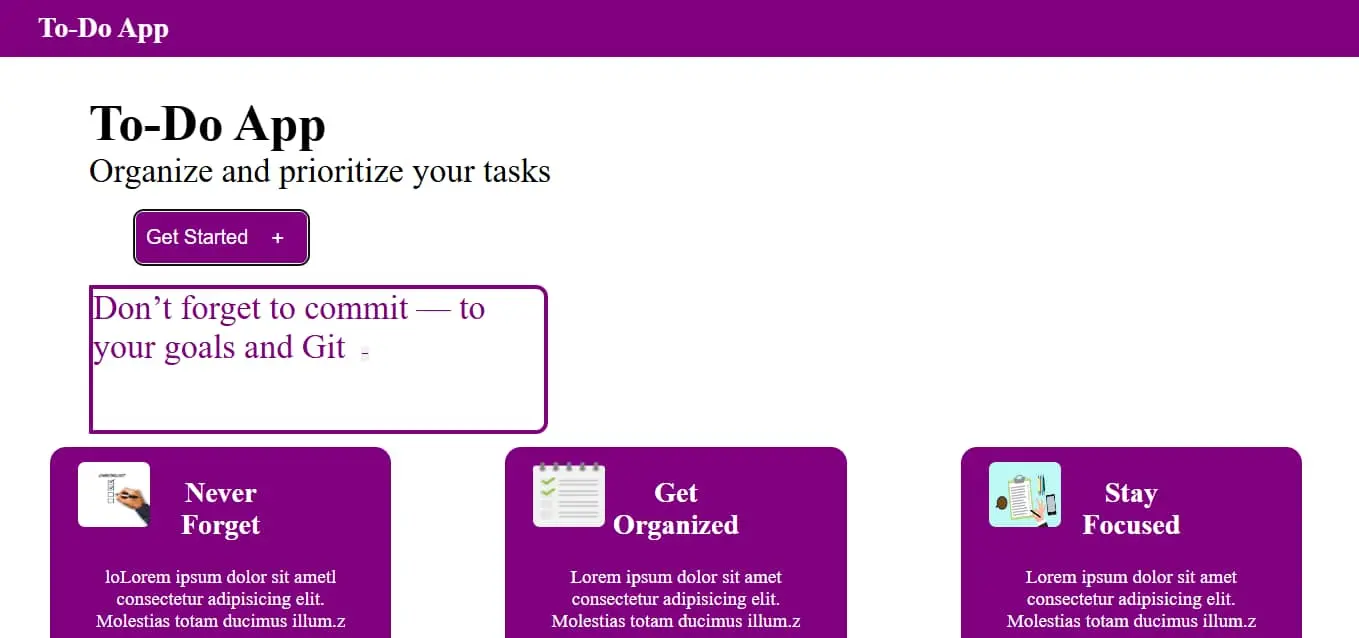 To-Do App
To-Do App
Organize and prioritize your tasks
Get Started +
Don’t forget to commit — to
your goals and Git -
Never
Forget
loLorem ipsum dolor sit ametl
consectetur adipisicing elit.
Molestias totam ducimus illum.z
Get
Organized
Lorem ipsum dolor sit amet
consectetur adipisicing elit.
Molestias totam ducimus illum.z
Stay
Focused
Lorem ipsum dolor sit amet
consectetur adipisicing elit.
Molestias totam ducimus illum.z